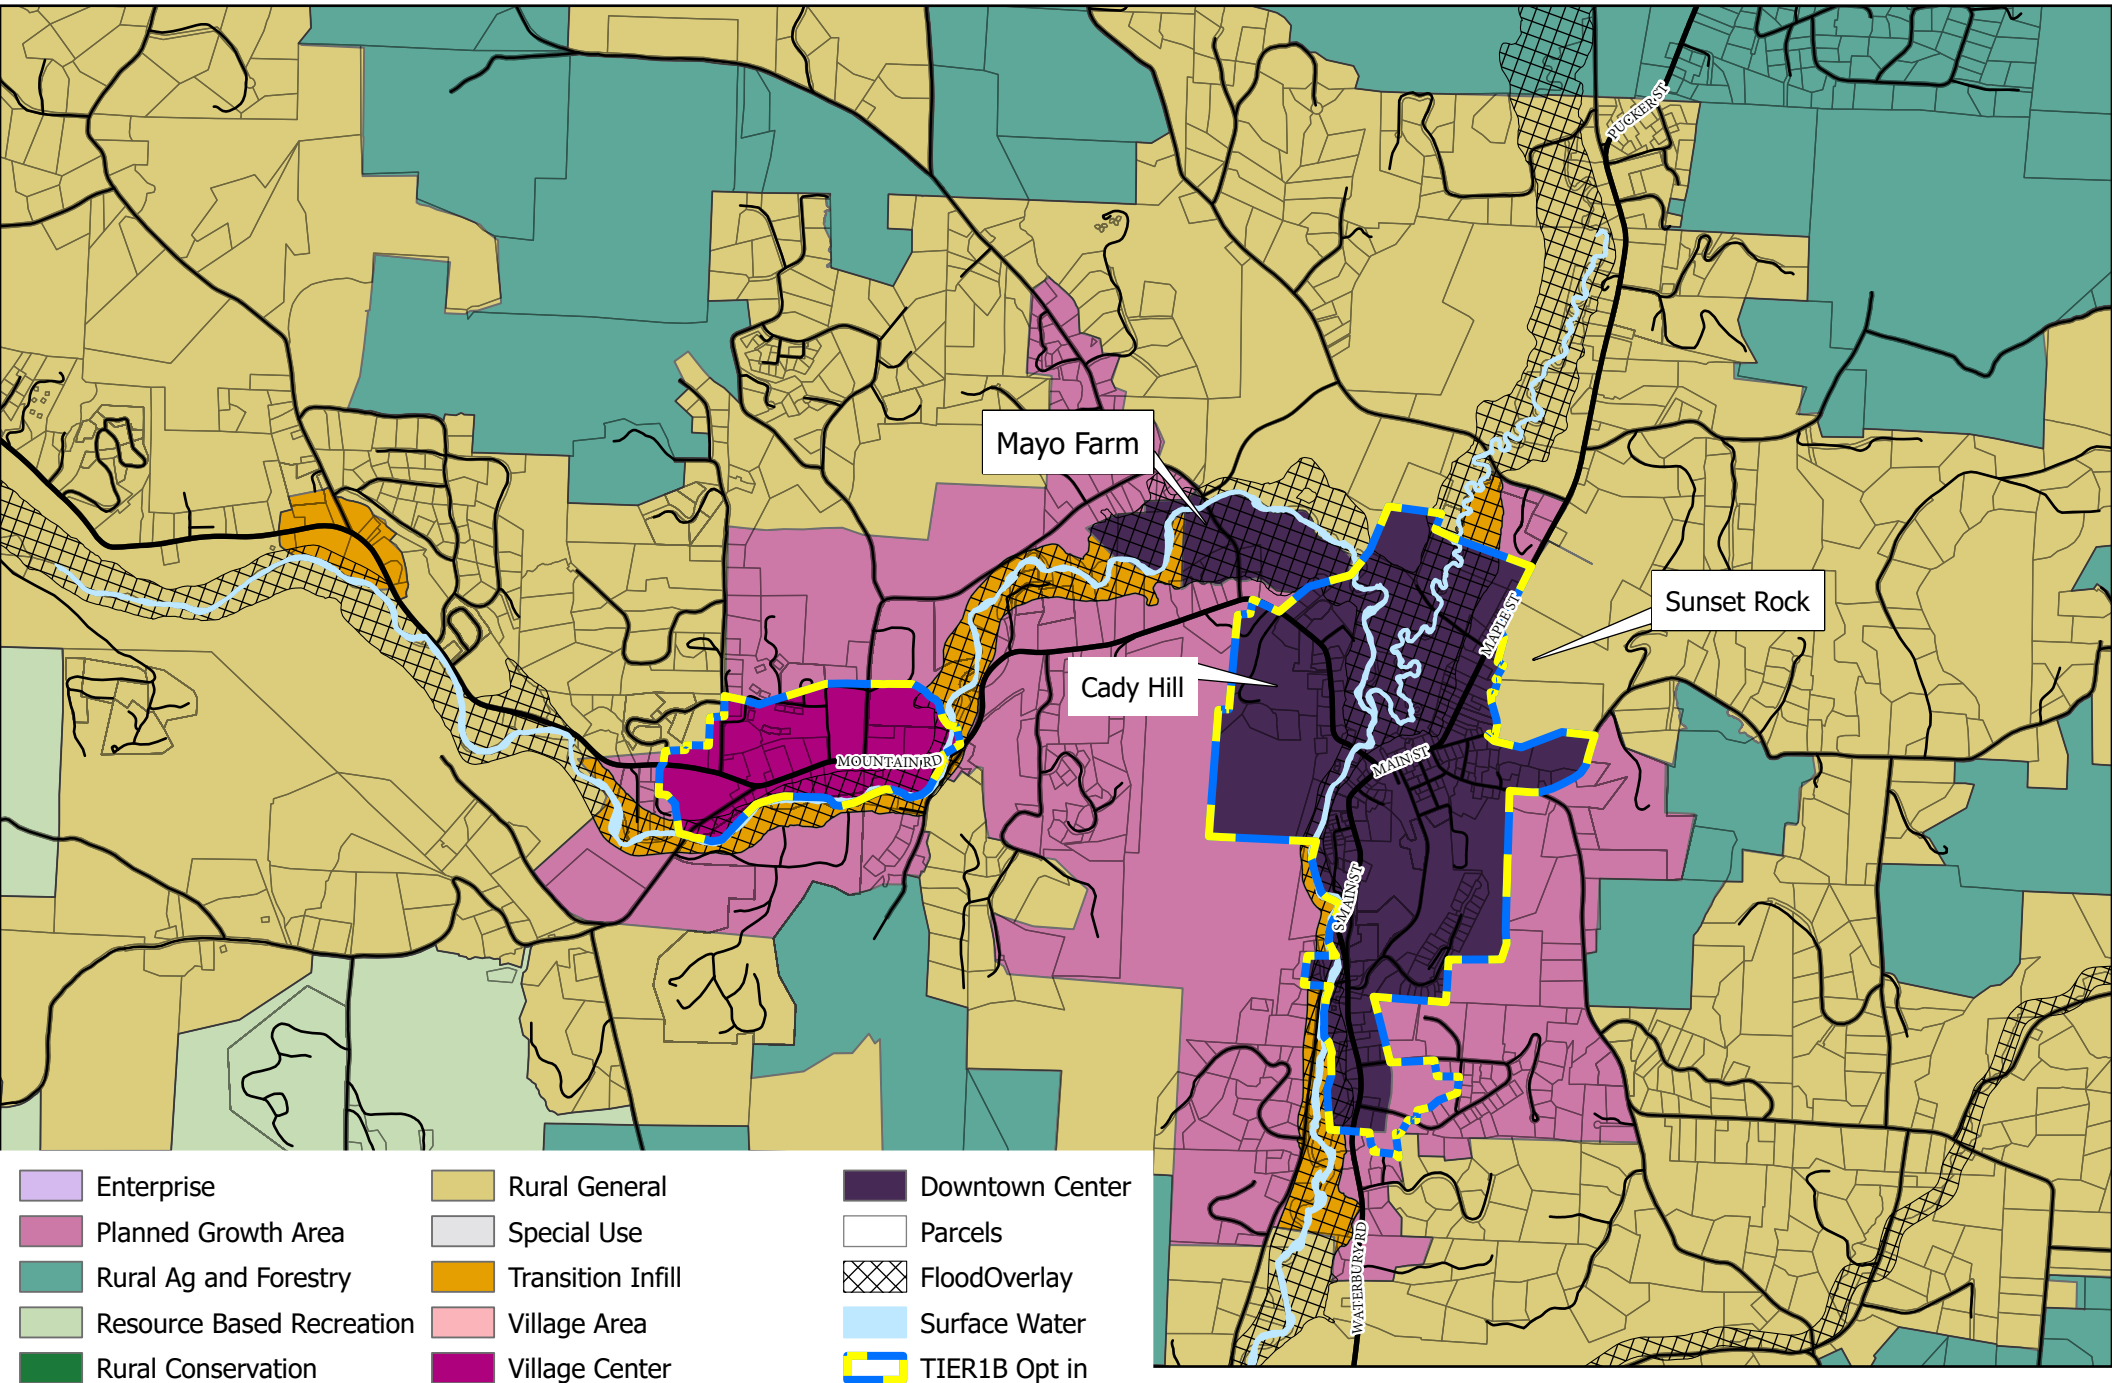 PUCKER ST
Mayo Farm
Sunset Rock
MAPLE ST
Cady Hill
MOUNTAIN RD
MAIN ST
S MAIN ST
WATERBURY RD
Enterprise
Planned Growth Area
Rural Ag and Forestry
Resource Based Recreation
Rural Conservation
Rural General
Special Use
Transition Infill
Village Area
Village Center
Downtown Center
Parcels
FloodOverlay
Surface Water
TIER1B Opt in